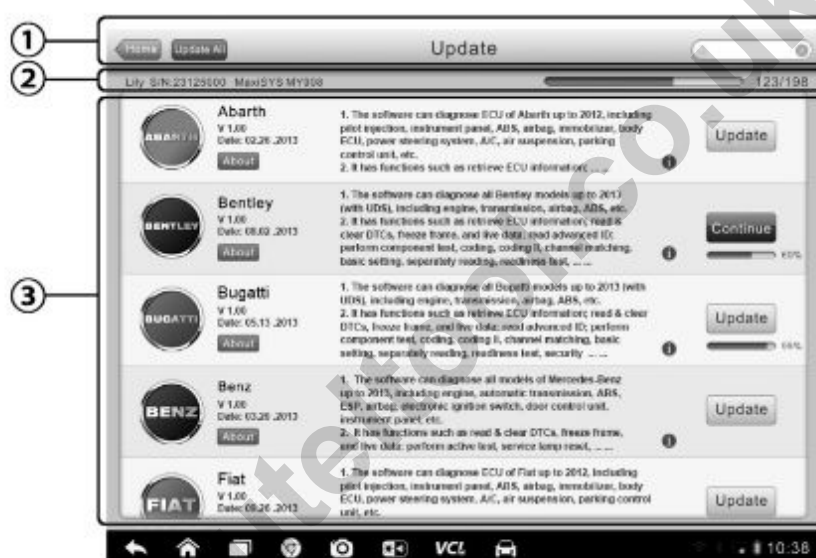 ①
Home
Update All
Update
②
Lily S/N:23125000 MaxiSYS MY908
123/198
③
ABARTH
Abarth
V 1.00
Date: 02.26 .2013
About
1. The software can diagnose ECU of Abarth up to 2012, including
pilot injection, instrument panel, ABS, airbag, immobilizer, body
ECU, power steering system, A/C, air suspension, parking
control unit, etc.
2. It has functions such as retrieve ECU information; ... ...
Update
BENTLEY
Bentley
V 1.00
Date: 08.02 .2013
About
1. The software can diagnose all Bentley models up to 2013
(with UDS), including engine, transmission, airbag, ABS, etc.
2. It has functions such as retrieve ECU information; read &
clear DTCs, freeze frame, and live data; read advanced ID;
perform component test, coding, coding II, channel matching,
basic setting, seperately reading, readiness test, ... ...
Continue
BUGATTI
Bugatti
V 1.00
Date: 05.13 .2013
About
1. The software can diagnose all Bugatti models up to 2013 (with
UDS), including engine, transmission, airbag, ABS, etc.
2. It has functions such as retrieve ECU information; read & clear
DTCs, freeze frame, and live data; read advanced ID; perform
component test, coding, coding II, channel matching, basic
setting, separately reading, readiness test, security ... ...
Update
BENZ
Benz
V 1.00
Date: 03.26 .2013
About
1. The software can diagnose all models of Mercedes-Benz
up to 2013, including engine, automatic transmission, ABS,
ESP, airbag, electronic ignition switch, door control unit,
instrument panel, etc.
2. It has functions such as read & clear DTCs, freeze frame,
and live data; perform active test, service lamp reset, ... ...
Update
FIAT
Fiat
V 1.00
Date: 09.26 .2013
1. The software can diagnose ECU of Fiat up to 2012, including
pilot injection, instrument panel, ABS, airbag, immobilizer, body
ECU, power steering system, A/C, air suspension, parking control
unit, etc.
Update
VCI
10:38